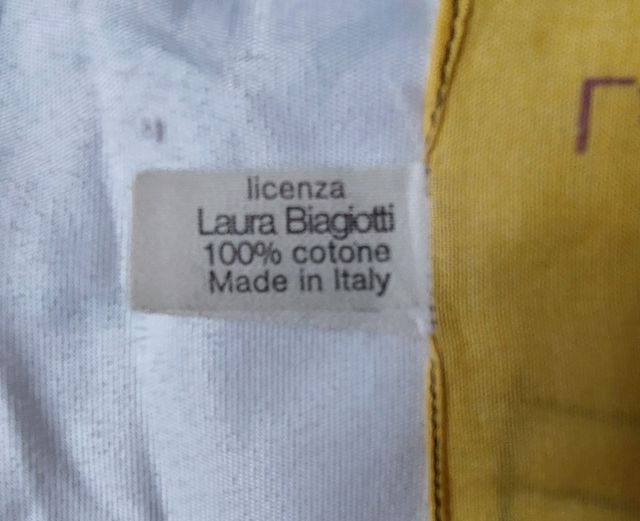 licenza
Laura Biagiotti
100% cotone
Made in Italy